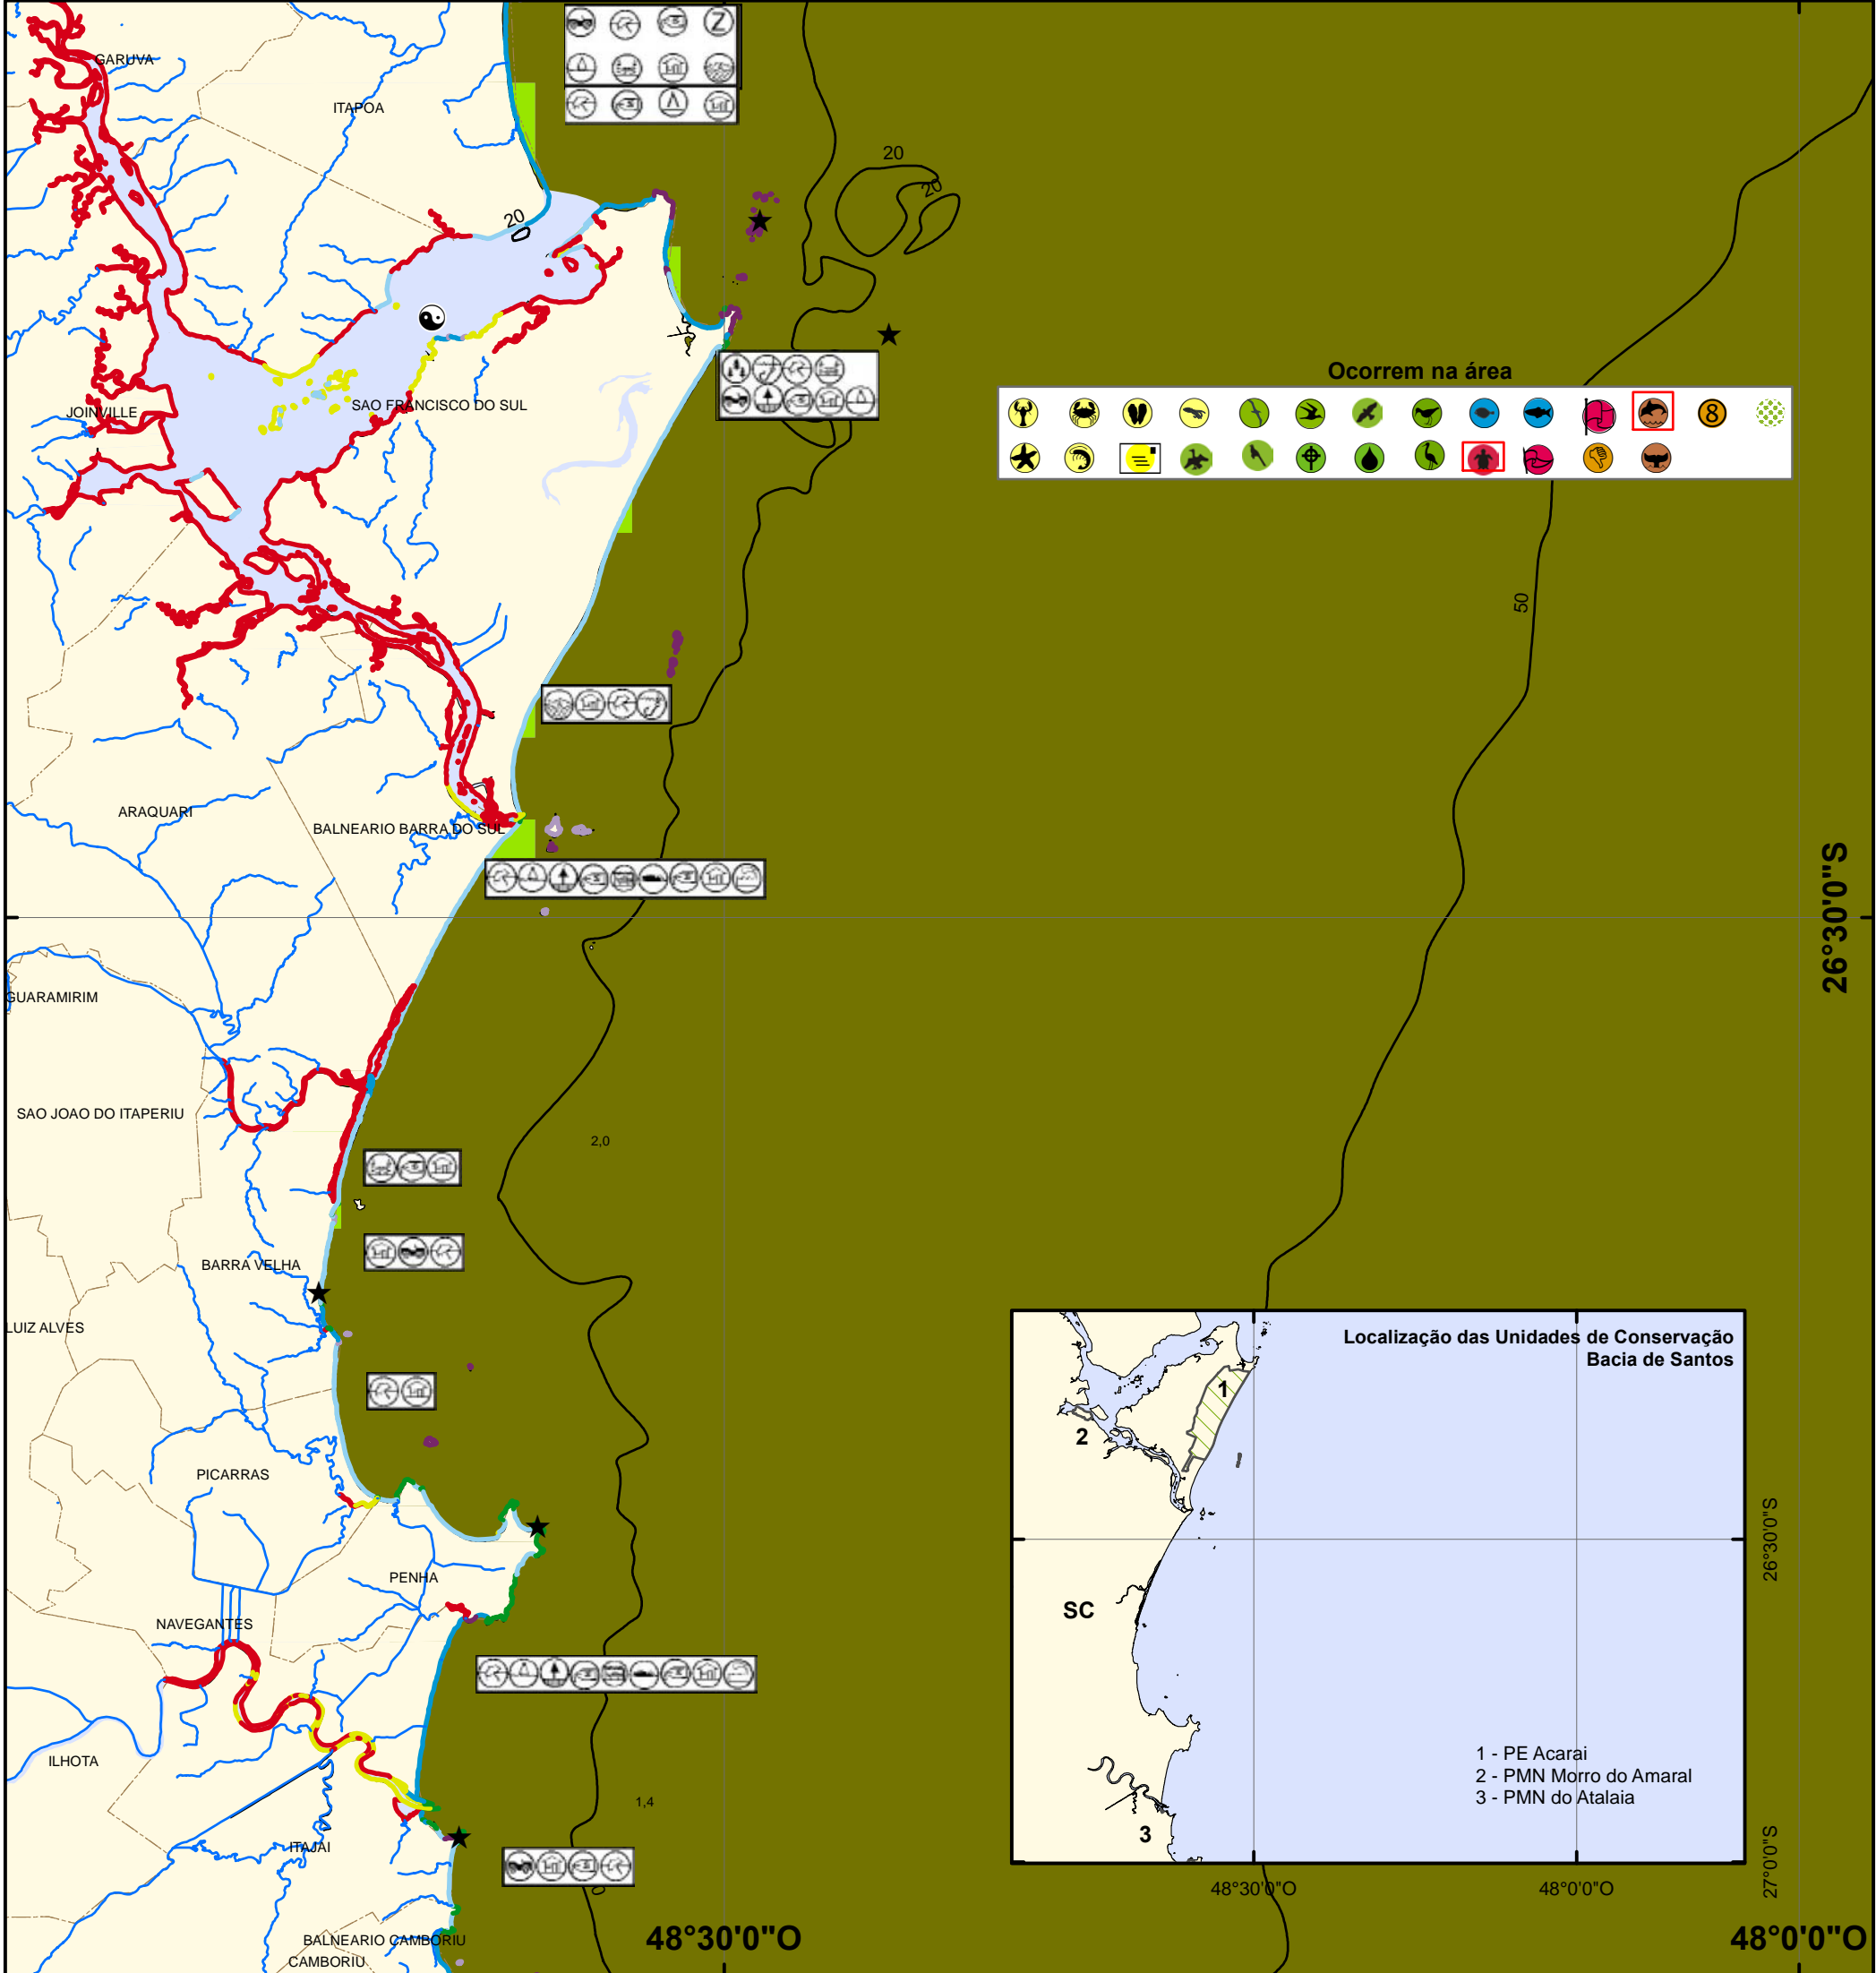 GARUVA
ITAPOA
Z
20
20
20
Ocorrem na área
8
JOINVILLE
SAO FRANCISCO DO SUL
50
ARAQUARI
BALNEARIO BARRA DO SUL
26°30'0"S
GUARAMIRIM
SAO JOAO DO ITAPERIU
2,0
BARRA VELHA
LUIZ ALVES
Localização das Unidades de Conservação
Bacia de Santos
1
2
PICARRAS
26°30'0"S
PENHA
SC
NAVEGANTES
ILHOTA
1 - PE Acarai
2 - PMN Morro do Amaral
3 - PMN do Atalaia
1,4
3
ITAJAI
27°0'0"S
48°30'0"O
48°0'0"O
BALNEARIO CAMBORIU
CAMBORIU
48°30'0"O
48°0'0"O